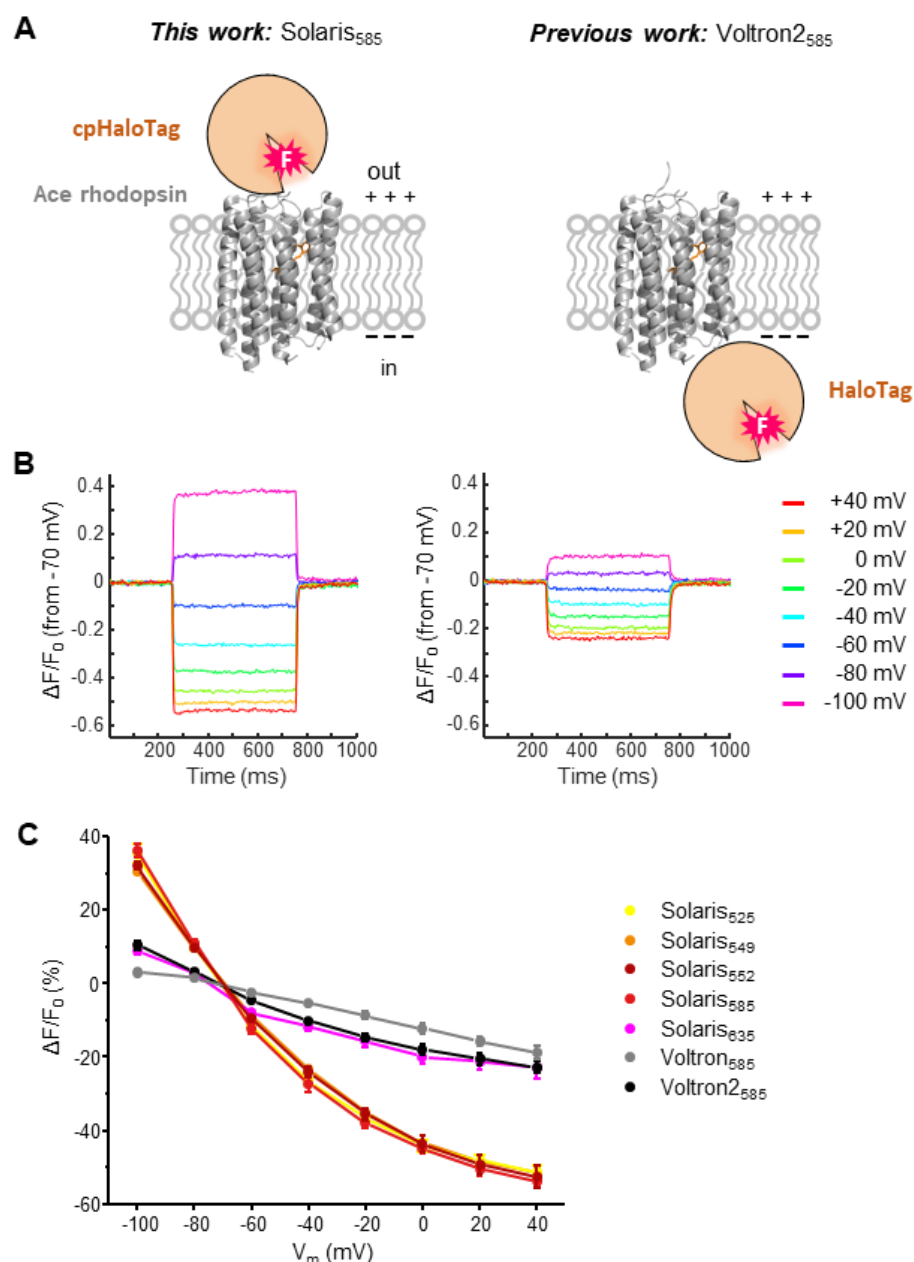 A
This work: Solaris585
Previous work: Voltron2585
cpHaloTag
F
Ace rhodopsin
out
+ + +
+ + +
in
HaloTag
F
B
0.4
0.2
0
-0.2
-0.4
-0.6
ΔF/F0 (from -70 mV)
200 400 600 800 1000
Time (ms)
0.4
0.2
0
-0.2
-0.4
-0.6
ΔF/F0 (from -70 mV)
200 400 600 800 1000
Time (ms)
+40 mV
+20 mV
0 mV
-20 mV
-40 mV
-60 mV
-80 mV
-100 mV
C
40
20
0
-20
-40
-60
ΔF/F0 (%)
-100 -80 -60 -40 -20 0 20 40
Vm (mV)
Solaris525
Solaris549
Solaris552
Solaris585
Solaris635
Voltron585
Voltron2585